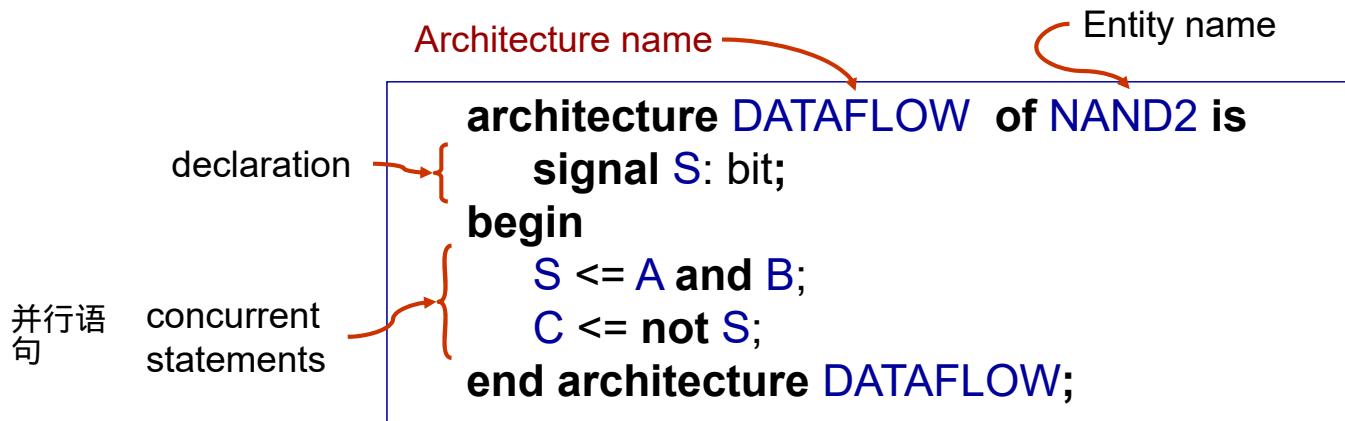 Architecture name
Entity name
architecture DATAFLOW of NAND2 is
declaration
signal S: bit;
begin
S <= A and B;
并行语
句
concurrent
statements
C <= not S;
end architecture DATAFLOW;